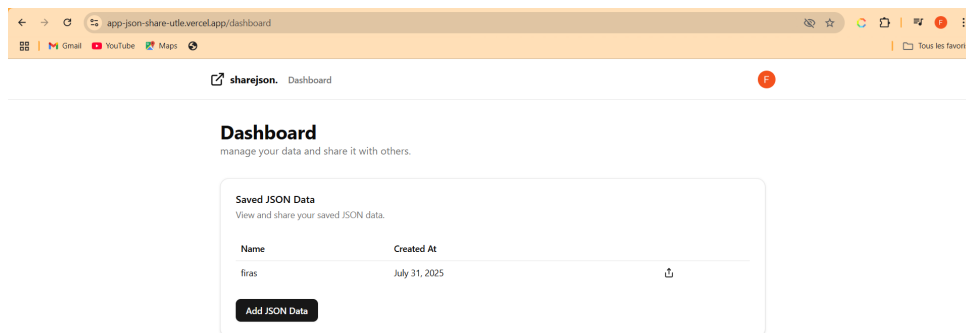 app-json-share-utle.vercel.app/dashboard
F
Gmail YouTube Maps
Tous les favori
sharejson. Dashboard
F
Dashboard
manage your data and share it with others.
Saved JSON Data
View and share your saved JSON data.
Name Created At
firas July 31, 2025
Add JSON Data